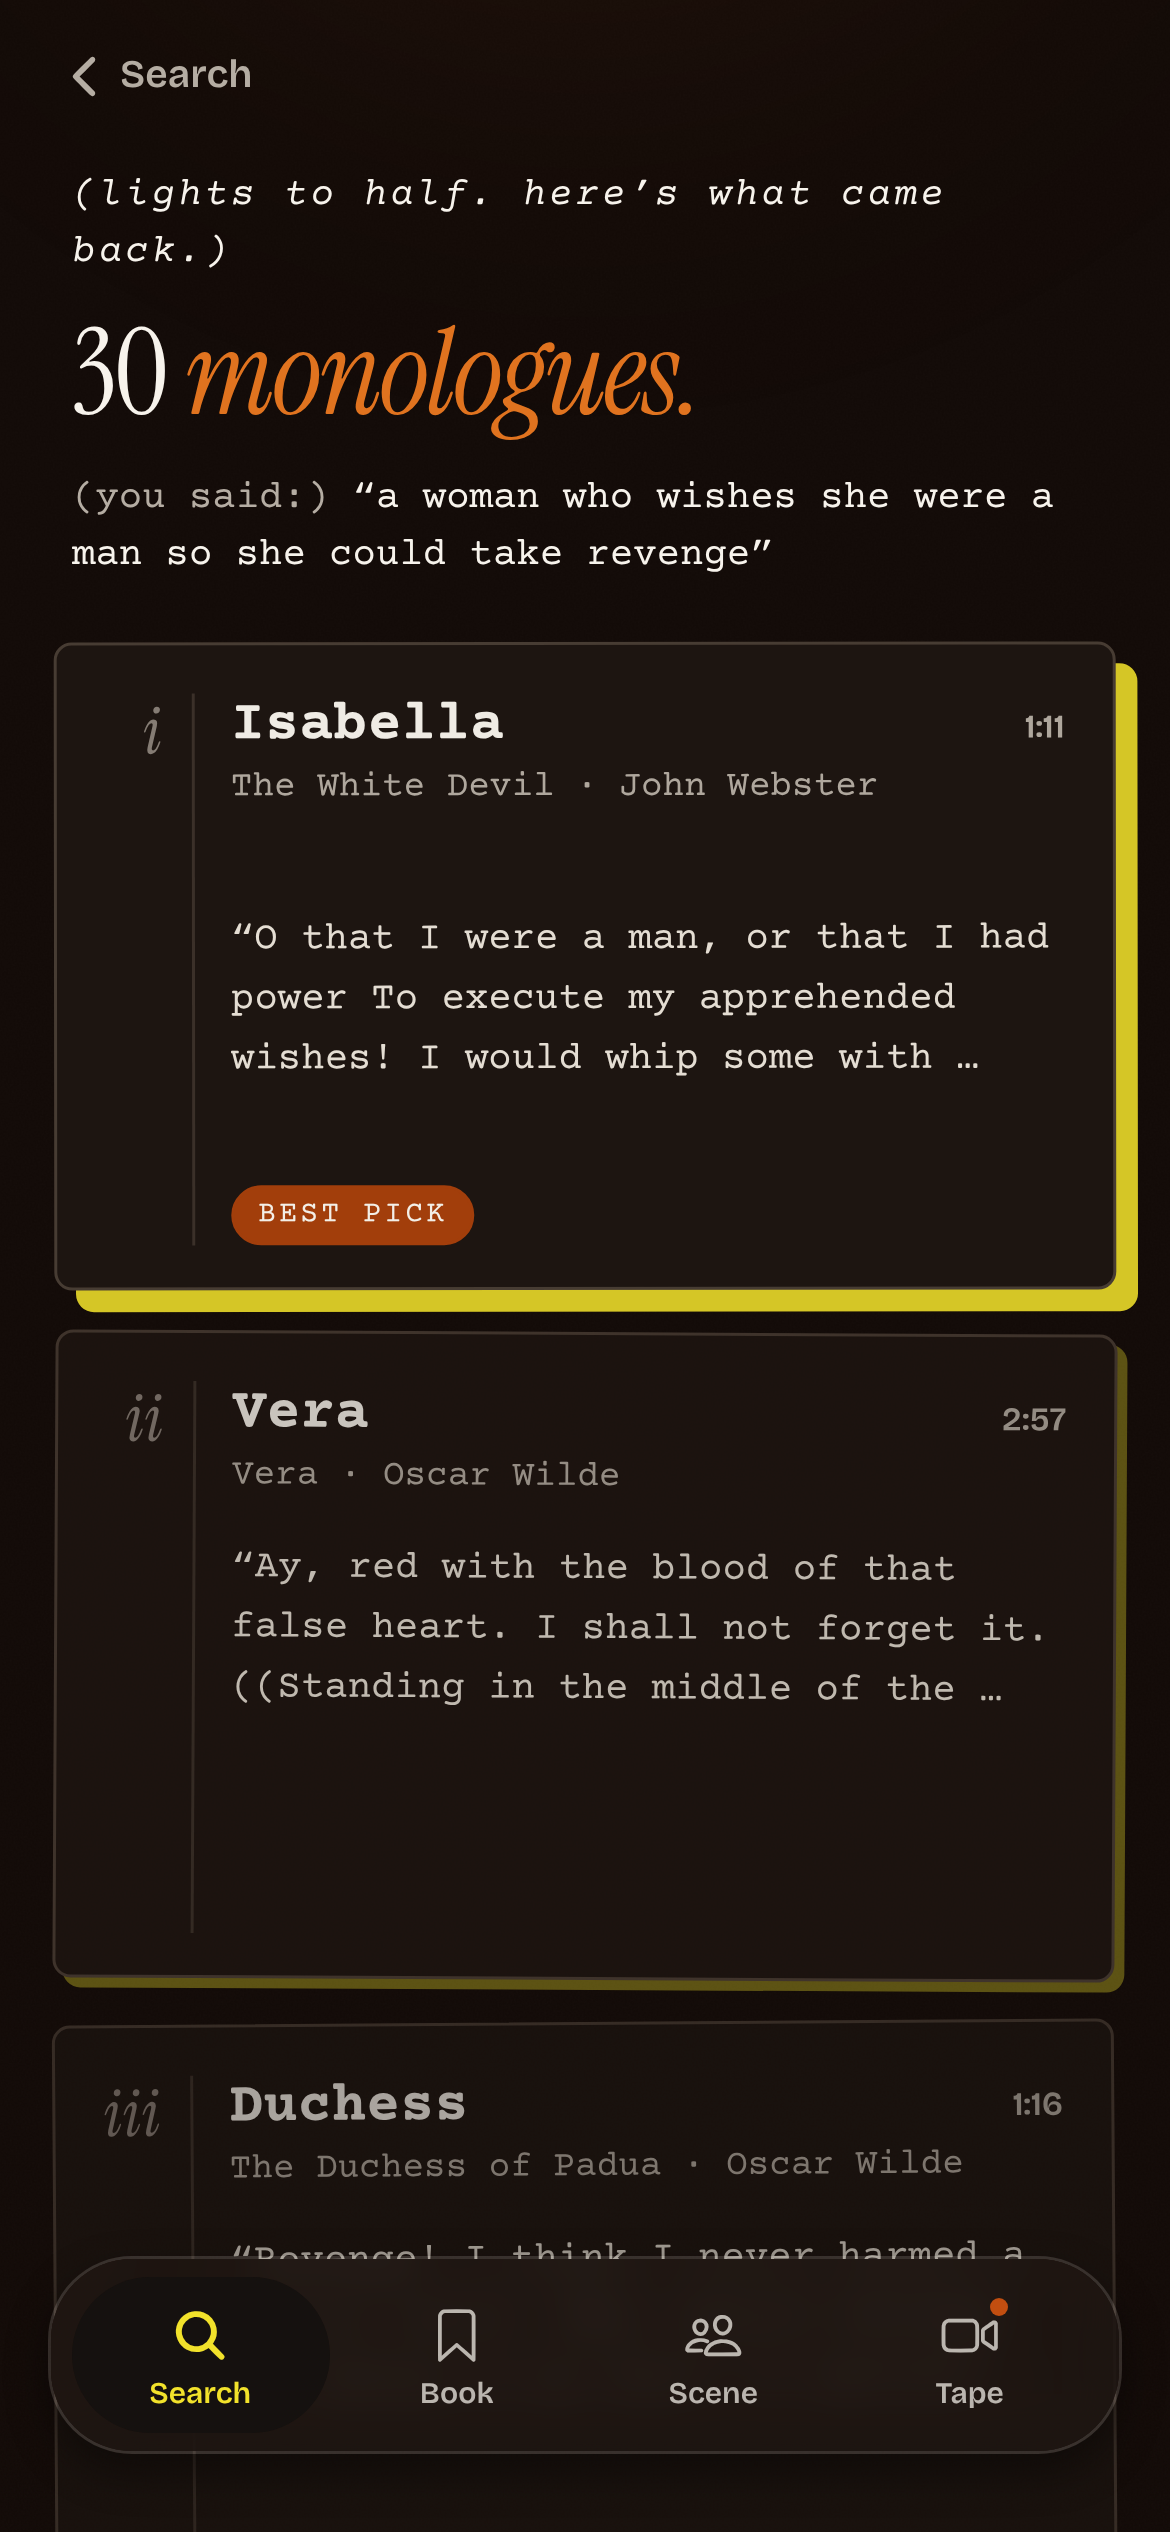 Search
(lights to half. here’s what came
back.)
30 monologues.
(you said:) “a woman who wishes she were a
man so she could take revenge”
i
Isabella
1:11
The White Devil · John Webster
“O that I were a man, or that I had
power To execute my apprehended
wishes! I would whip some with …
BEST PICK
ii
Vera
2:57
Vera · Oscar Wilde
“Ay, red with the blood of that
false heart. I shall not forget it.
((Standing in the middle of the …
iii
Duchess
1:16
The Duchess of Padua · Oscar Wilde
“Revenge! I think I never harmed a
Search
Book
Scene
Tape